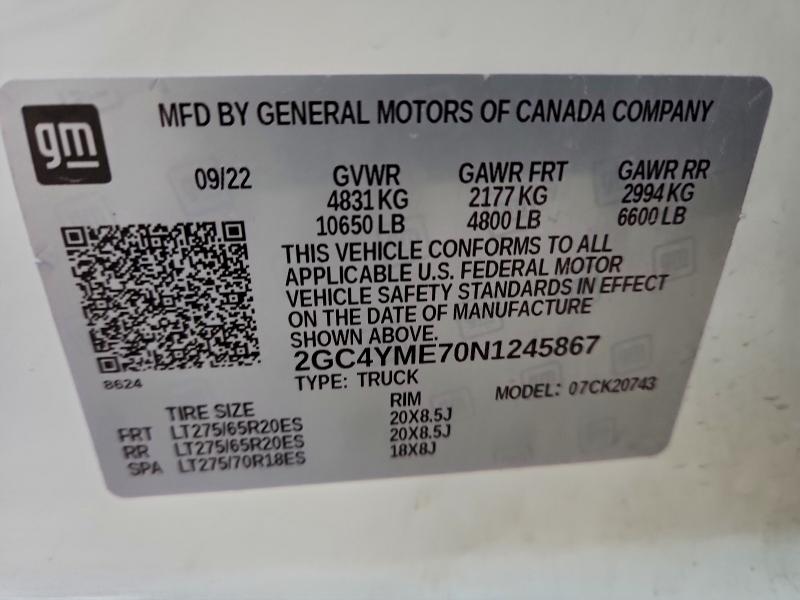 gm
MFD BY GENERAL MOTORS OF CANADA COMPANY
09/22
GVWR
4831 KG
10650 LB
GAWR FRT
2177 KG
4800 LB
GAWR RR
2994 KG
6600 LB
THIS VEHICLE CONFORMS TO ALL
APPLICABLE U.S. FEDERAL MOTOR
VEHICLE SAFETY STANDARDS IN EFFECT
ON THE DATE OF MANUFACTURE
SHOWN ABOVE.
2GC4YME70N1245867
8624
TYPE: TRUCK
MODEL: 07CK20743
TIRE SIZE RIM
FRT LT275/65R20ES 20X8.5J
RR LT275/65R20ES 20X8.5J
SPA LT275/70R18ES 18X8J